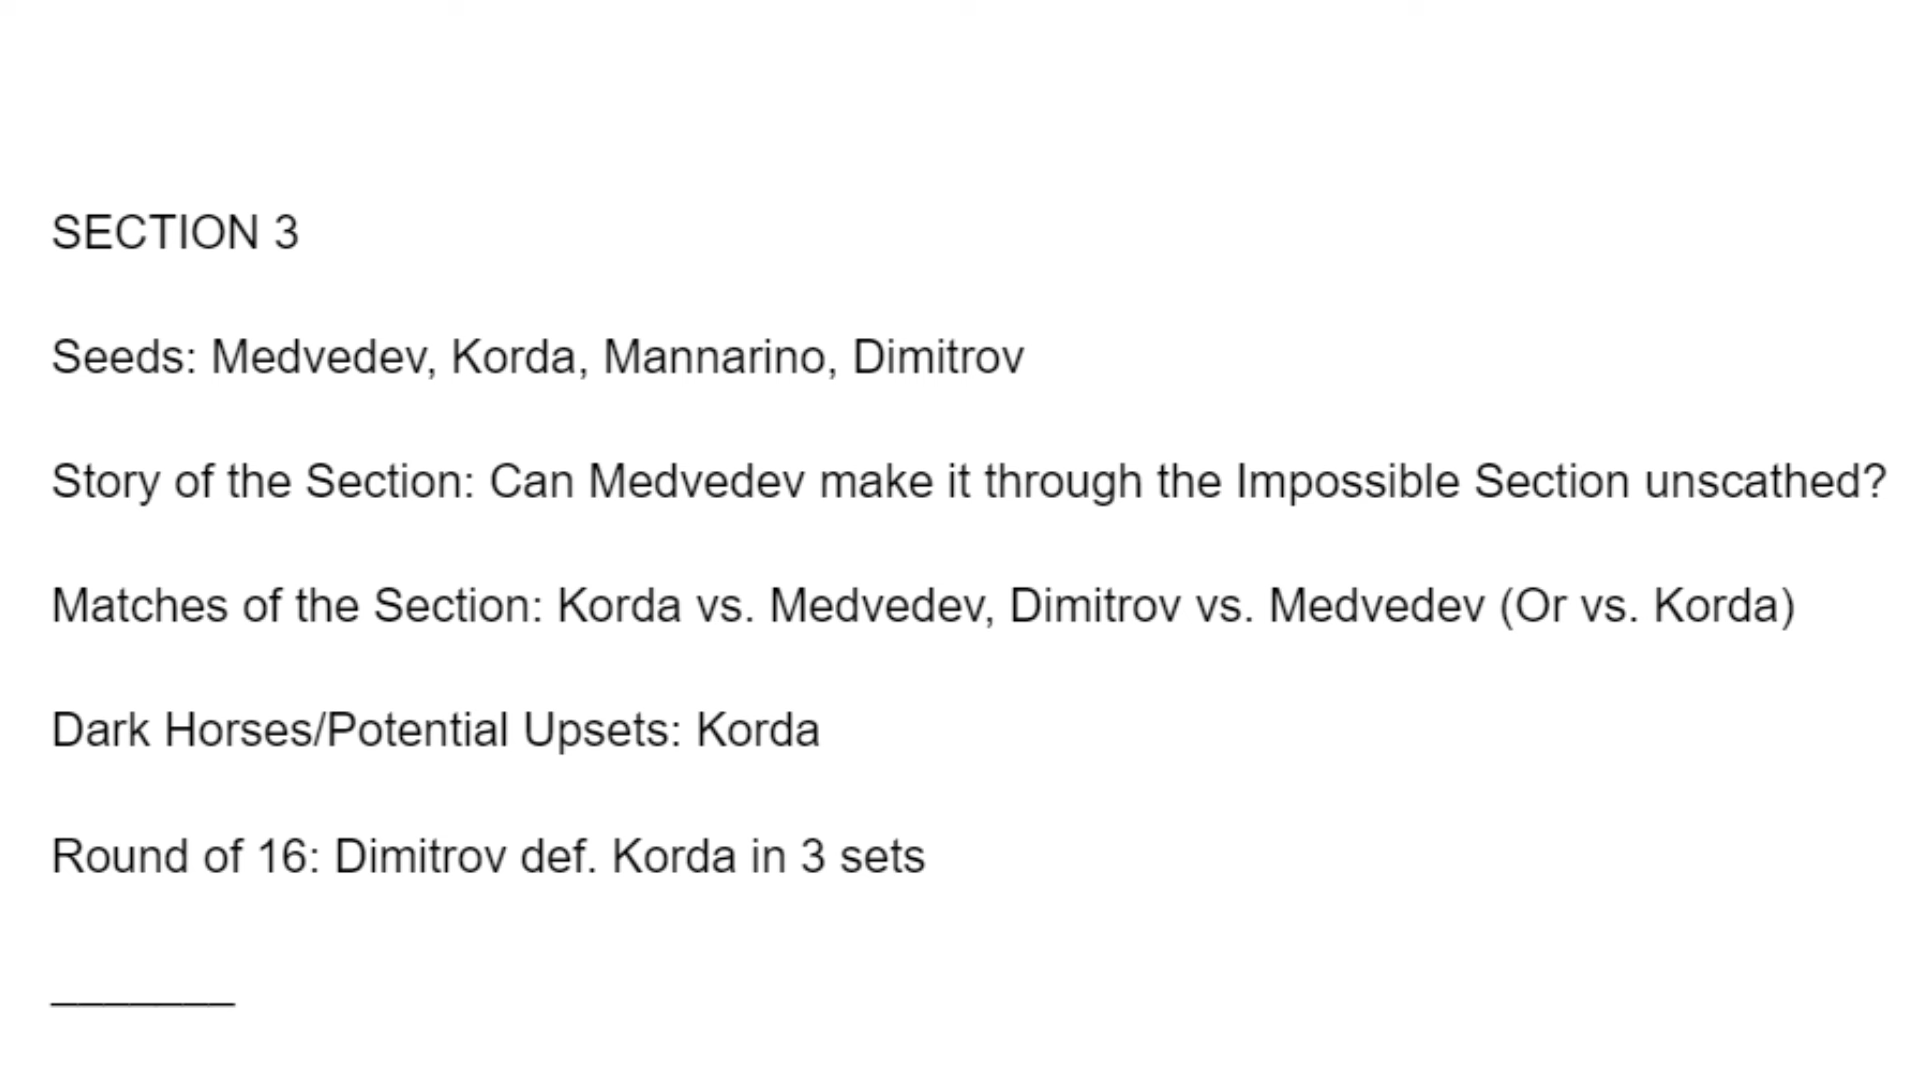 SECTION 3
Seeds: Medvedev, Korda, Mannarino, Dimitrov
Story of the Section: Can Medvedev make it through the Impossible Section unscathed?
Matches of the Section: Korda vs. Medvedev, Dimitrov vs. Medvedev (Or vs. Korda)
Dark Horses/Potential Upsets: Korda
Round of 16: Dimitrov def. Korda in 3 sets
_______